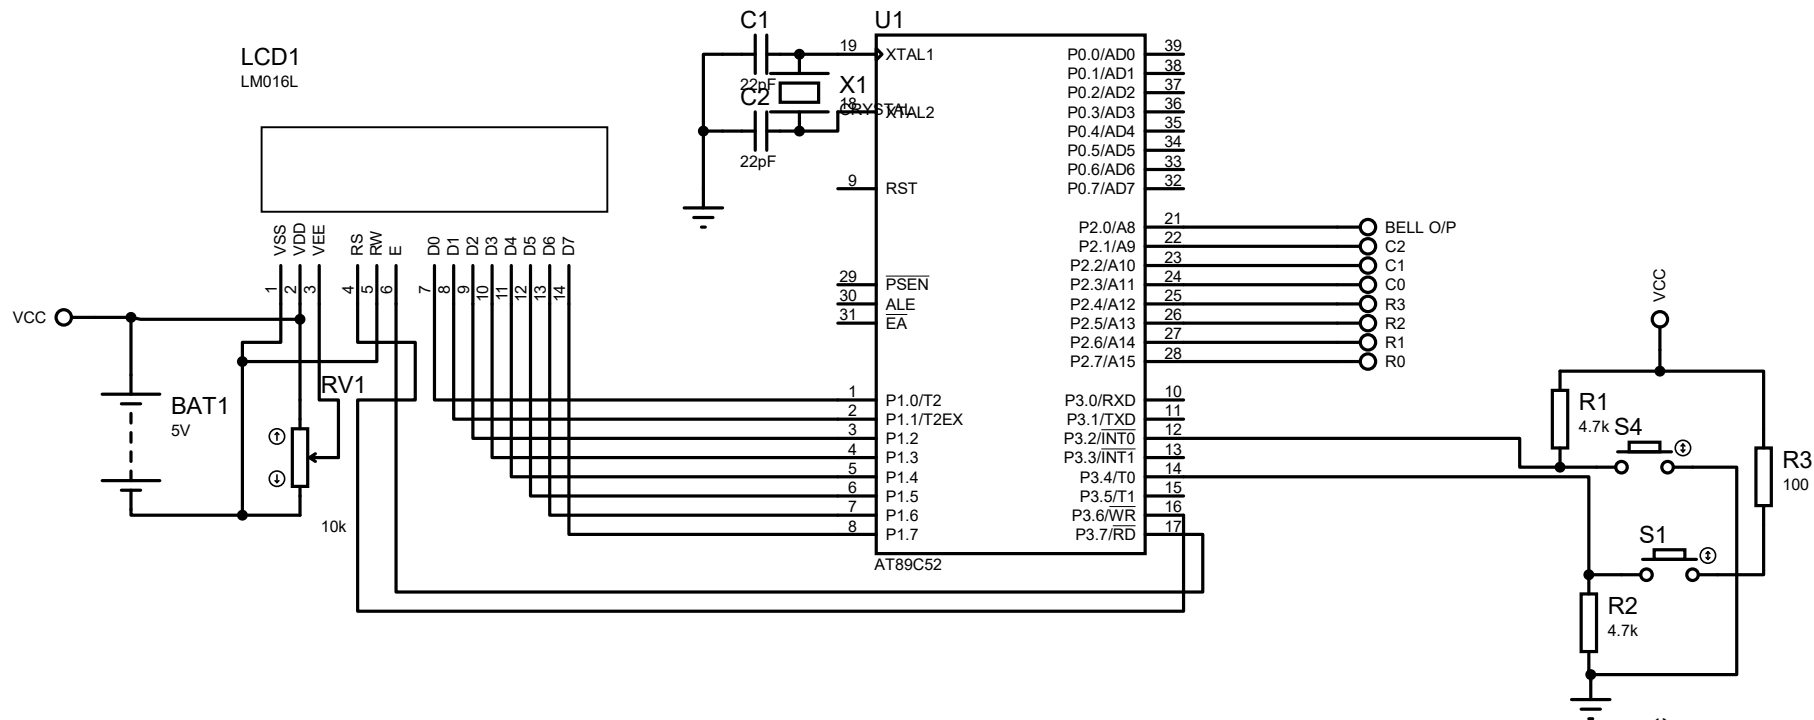 LCD1
LM016L
VSS
VDD
VEE
RS
RW
E
D0
D1
D2
D3
D4
D5
D6
D7
1
2
3
4
5
6
7
8
9
10
11
12
13
14
VCC
BAT1
5V
RV1
10k
C1
22pF
C2
22pF
X1
CRYSTAL
U1
AT89C52
19 XTAL1
18 XTAL2
9 RST
29 PSEN
30 ALE
31 EA
1 P1.0/T2
2 P1.1/T2EX
3 P1.2
4 P1.3
5 P1.4
6 P1.5
7 P1.6
8 P1.7
P0.0/AD0 39
P0.1/AD1 38
P0.2/AD2 37
P0.3/AD3 36
P0.4/AD4 35
P0.5/AD5 34
P0.6/AD6 33
P0.7/AD7 32
P2.0/A8 21 BELL O/P
P2.1/A9 22 C2
P2.2/A10 23 C1
P2.3/A11 24 C0
P2.4/A12 25 R3
P2.5/A13 26 R2
P2.6/A14 27 R1
P2.7/A15 28 R0
P3.0/RXD 10
P3.1/TXD 11
P3.2/INT0 12
P3.3/INT1 13
P3.4/T0 14
P3.5/T1 15
P3.6/WR 16
P3.7/RD 17
VCC
R1
4.7k
S4
R3
100
S1
R2
4.7k